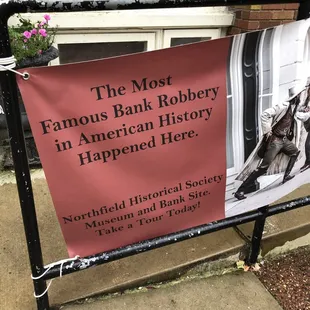 The Most
Famous Bank Robbery
in American History
Happened Here.
Northfield Historical Society
Museum and Bank Site.
Take a Tour Today!